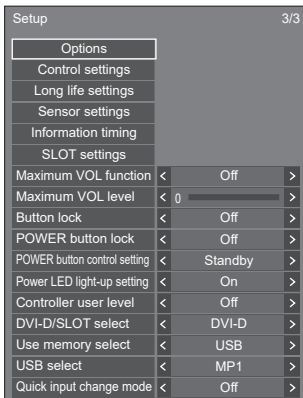 Setup 3/3
Options
Control settings
Long life settings
Sensor settings
Information timing
SLOT settings
Maximum VOL function < Off >
Maximum VOL level < 0 >
Button lock < Off >
POWER button lock < Off >
POWER button control setting < Standby >
Power LED light-up setting < On >
Controller user level < Off >
DVI-D/SLOT select < DVI-D >
Use memory select < USB >
USB select < MP1 >
Quick input change mode < Off >